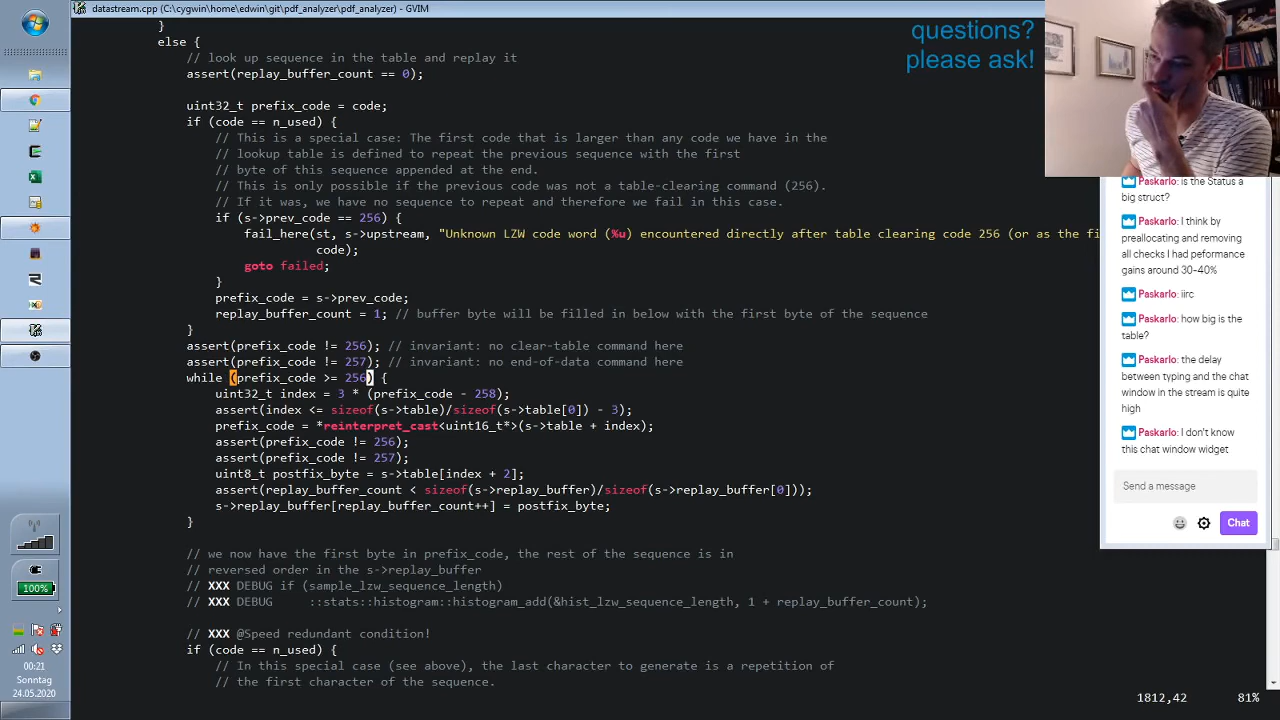 datastream.cpp (C:\cygwin\home\edwin\git\pdf_analyzer\pdf_analyzer) - GVIM
}
else {
// look up sequence in the table and replay it
assert(replay_buffer_count == 0);
uint32_t prefix_code = code;
if (code == n_used) {
// This is a special case: The first code that is larger than any code we have in the
// lookup table is defined to repeat the previous sequence with the first
// byte of this sequence appended at the end.
// This is only possible if the previous code was not a table-clearing command (256).
// If it was, we have no sequence to repeat and therefore we fail in this case.
if (s->prev_code == 256) {
fail_here(st, s->upstream, "Unknown LZW code word (%u) encountered directly after table clearing code 256 (or as the fi
code);
goto failed;
}
prefix_code = s->prev_code;
replay_buffer_count = 1; // buffer byte will be filled in below with the first byte of the sequence
}
assert(prefix_code != 256); // invariant: no clear-table command here
assert(prefix_code != 257); // invariant: no end-of-data command here
while (prefix_code >= 256) {
uint32_t index = 3 * (prefix_code - 258);
assert(index <= sizeof(s->table)/sizeof(s->table[0]) - 3);
prefix_code = *reinterpret_cast<uint16_t*>(s->table + index);
assert(prefix_code != 256);
assert(prefix_code != 257);
uint8_t postfix_byte = s->table[index + 2];
assert(replay_buffer_count < sizeof(s->replay_buffer)/sizeof(s->replay_buffer[0]));
s->replay_buffer[replay_buffer_count++] = postfix_byte;
}
// we now have the first byte in prefix_code, the rest of the sequence is in
// reversed order in the s->replay_buffer
// XXX DEBUG if (sample_lzw_sequence_length)
// XXX DEBUG    ::stats::histogram::histogram_add(&hist_lzw_sequence_length, 1 + replay_buffer_count);
// XXX @Speed redundant condition!
if (code == n_used) {
// In this special case (see above), the last character to generate is a repetition of
// the first character of the sequence.
1812,42 81%
questions?
please ask!
Paskarlo: is the Status a
big struct?
Paskarlo: I think by
preallocating and removing
all checks I had peformance
gains around 30-40%
Paskarlo: iirc
Paskarlo: how big is the
table?
Paskarlo: the delay
between typing and the chat
window in the stream is quite
high
Paskarlo: I don't know
this chat window widget
Send a message
Chat
100%
00:21
Sonntag
24.05.2020